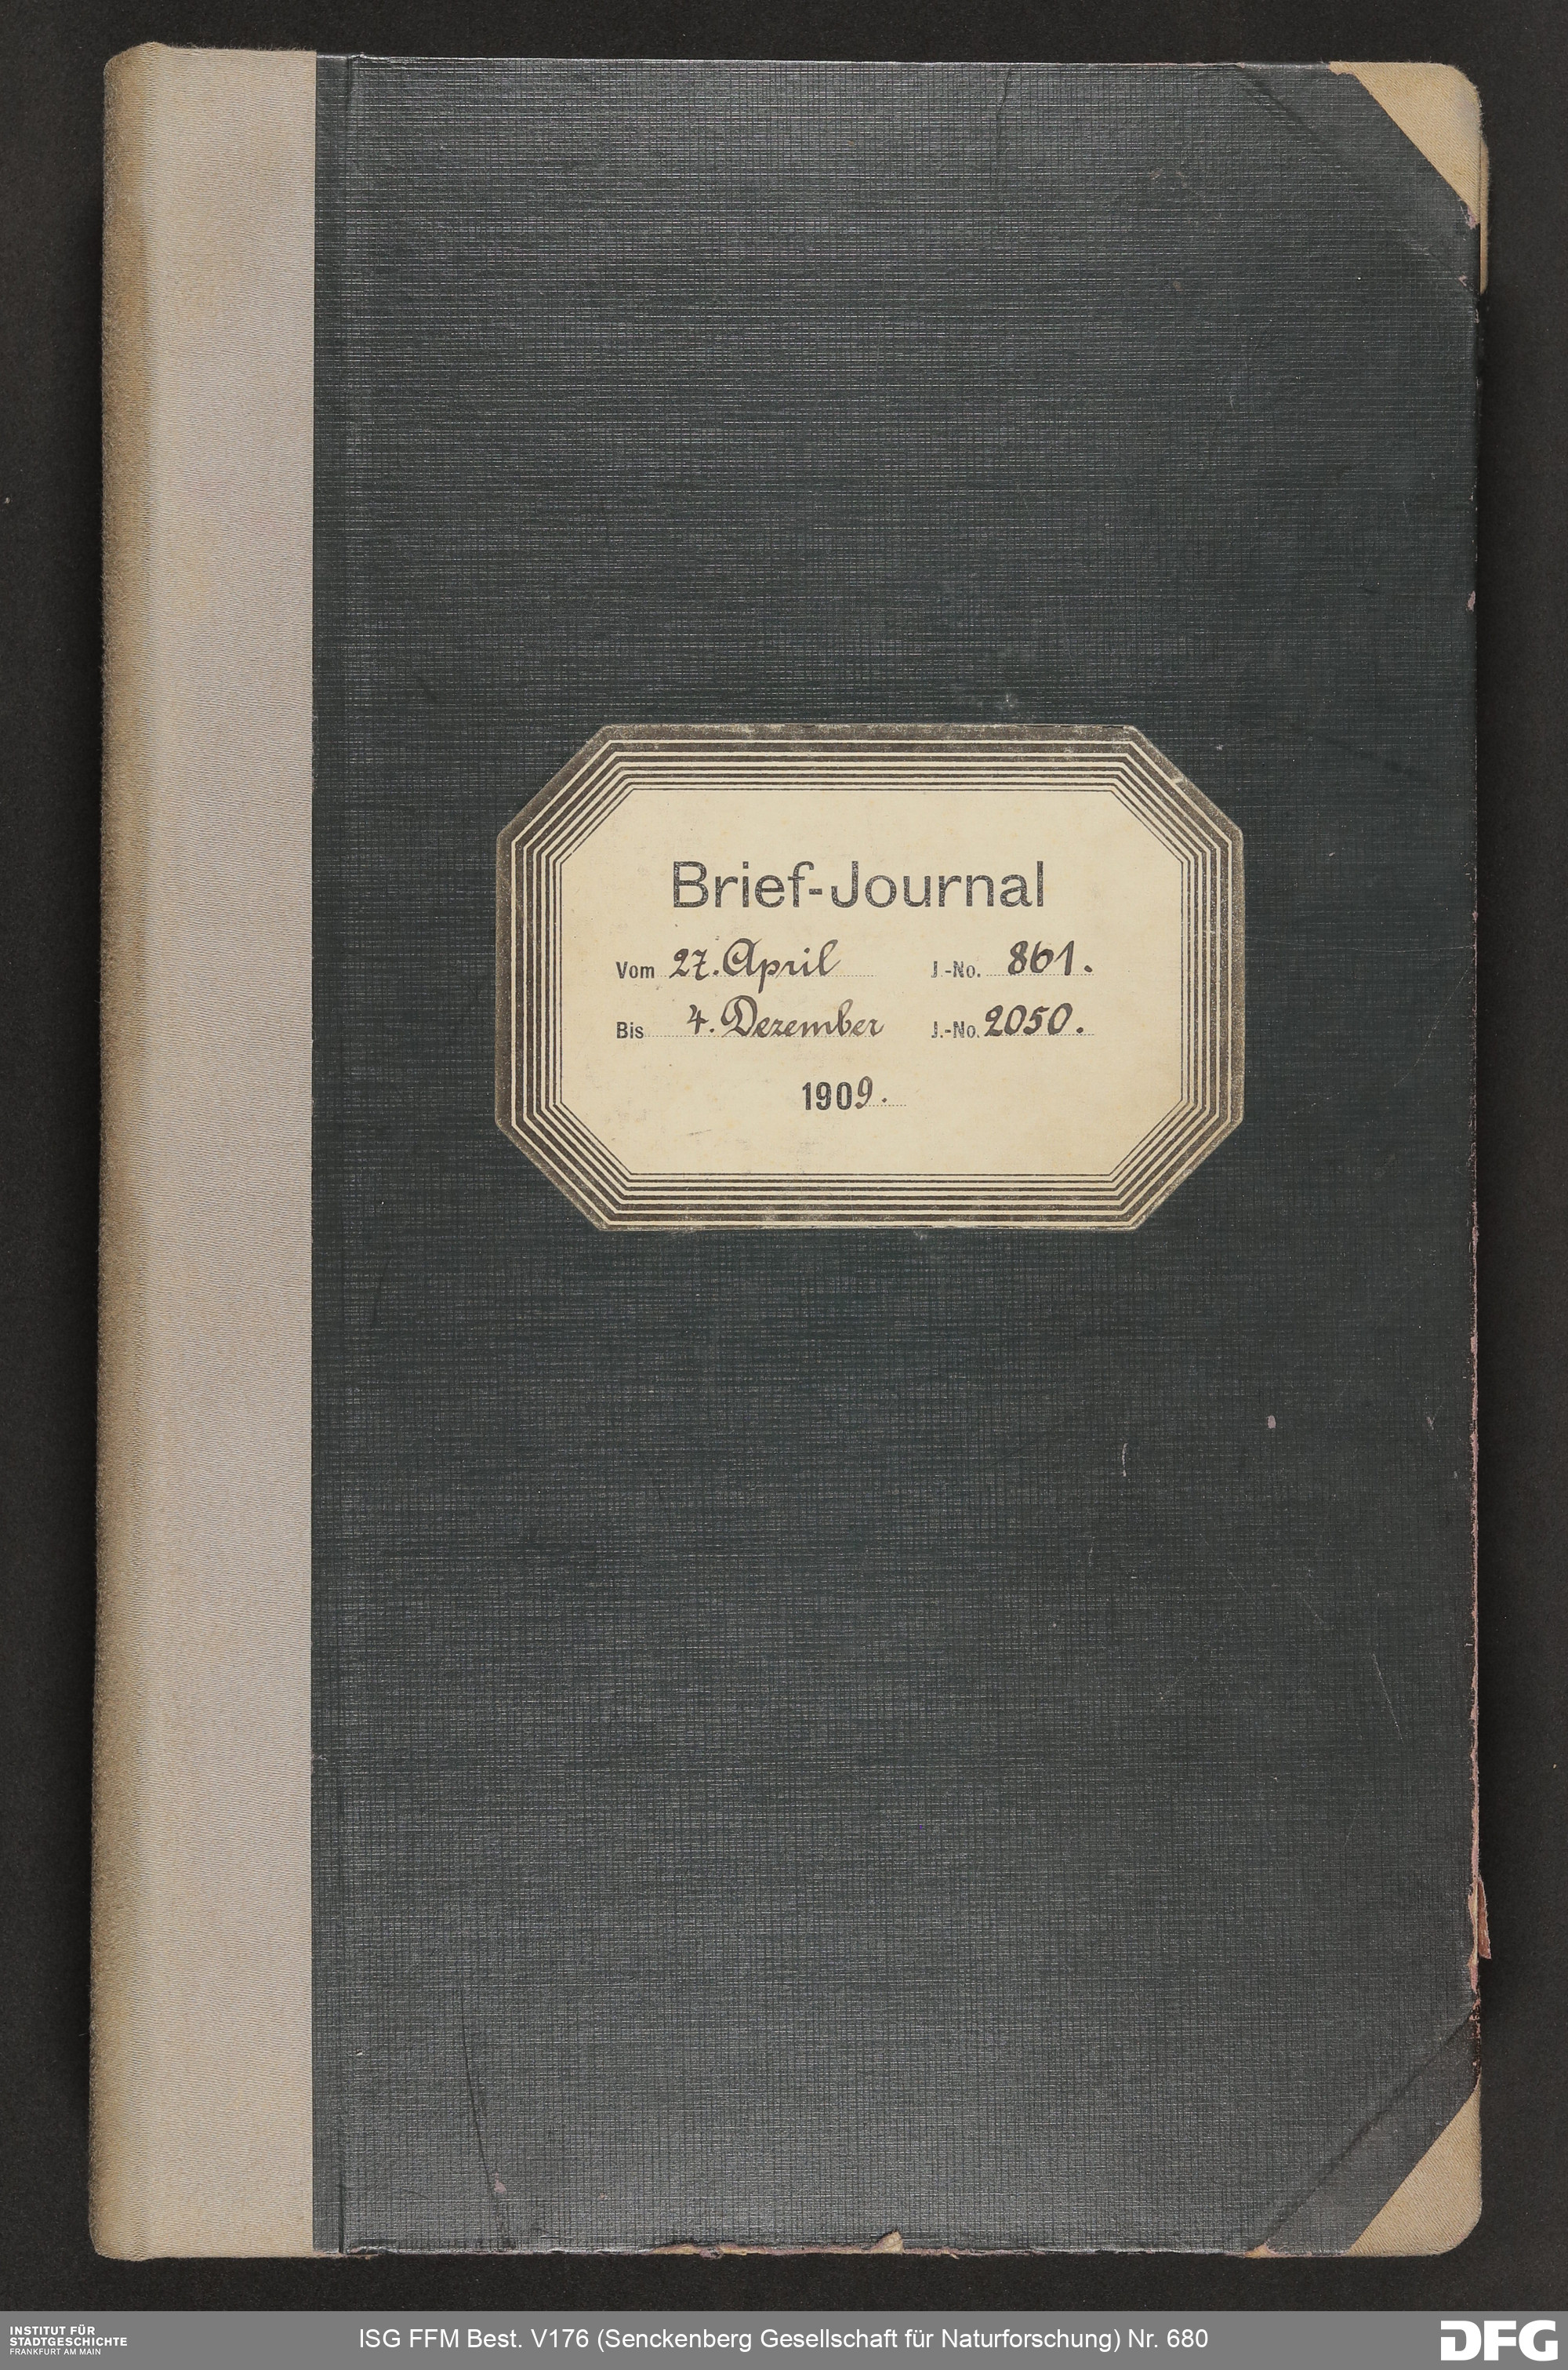 Brief-Journal
Vom 27. April J.-No. 861.
Bis 4. Dezember J.-No. 2050.
1909.
INSTITUT FÜR
STADTGESCHICHTE
FRANKFURT AM MAIN
ISG FFM Best. V176 (Senckenberg Gesellschaft für Naturforschung) Nr. 680
DFG